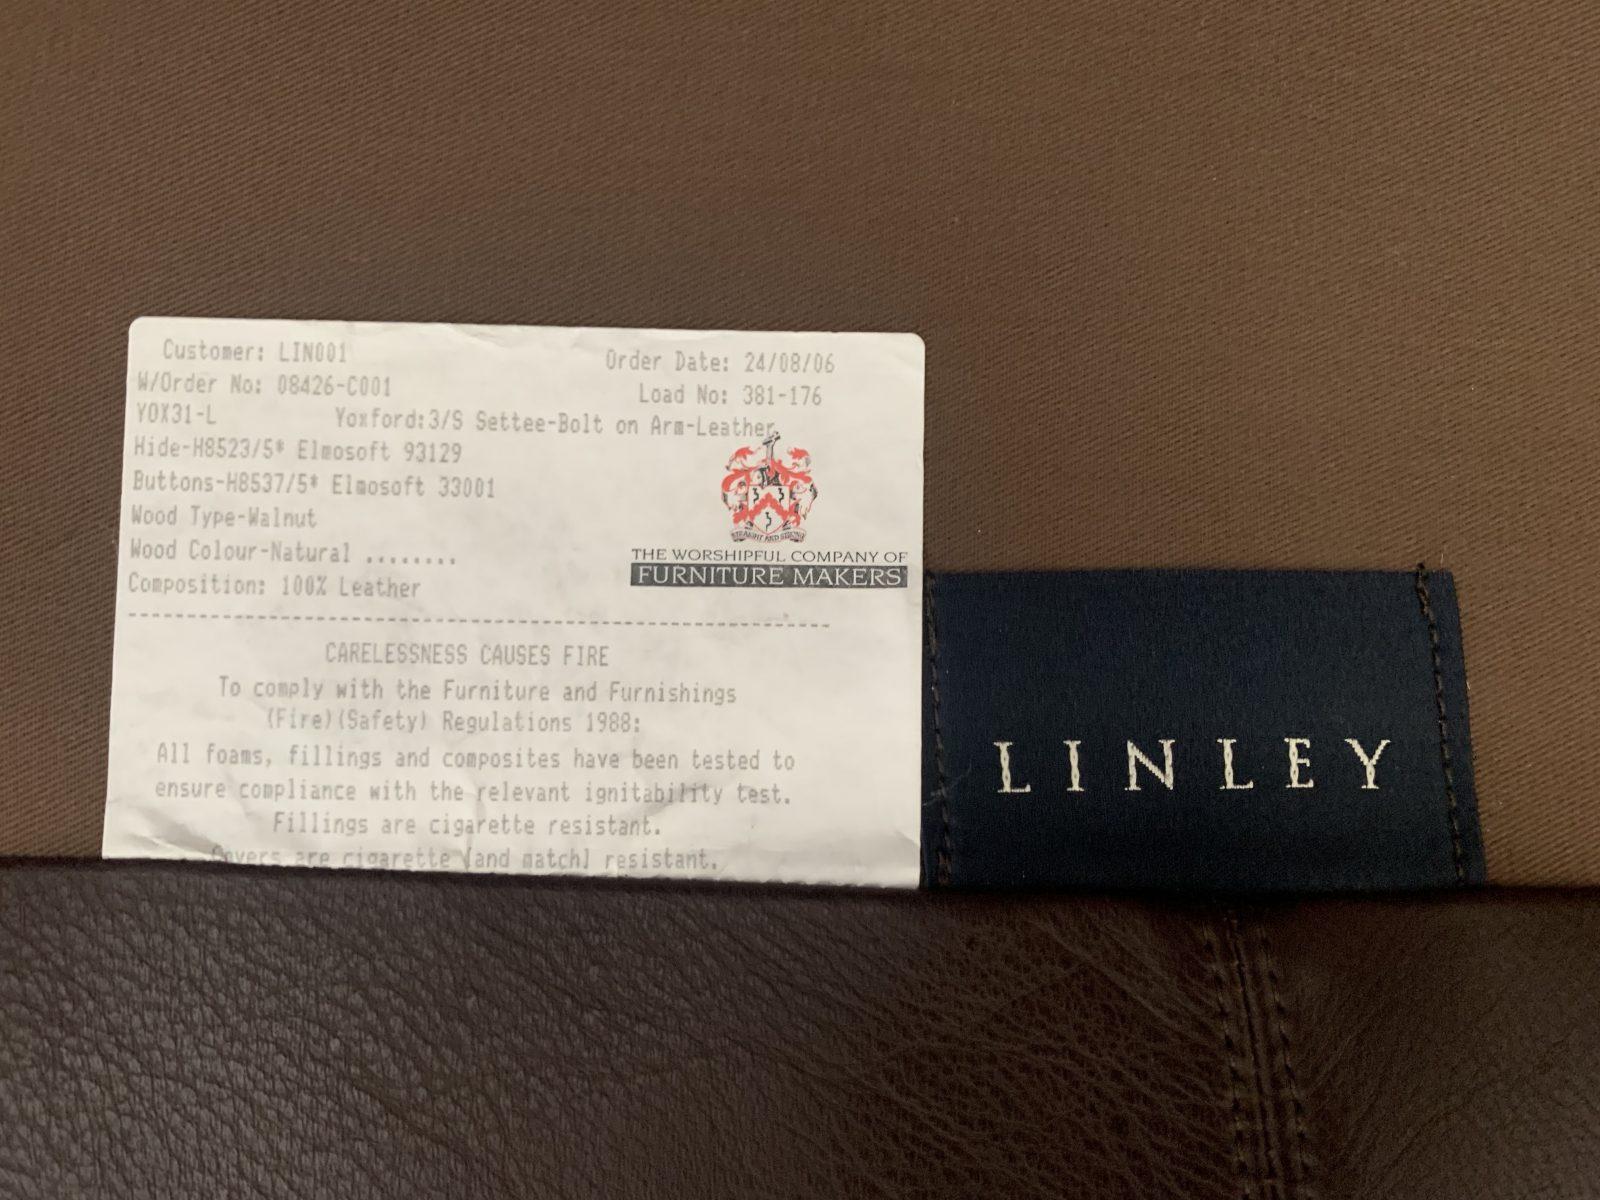 Customer: LIN001 Order Date: 24/08/06
W/Order No: 08426-C001 Load No: 381-176
YOX31-L Yoxford:3/S Settee-Bolt on Arm-Leather
Hide-H8523/5* Elmosoft 93129
Buttons-H8537/5* Elmosoft 33001
Wood Type-Walnut
Wood Colour-Natural ........
Composition: 100% Leather
STRAIGHT AND STRONG
THE WORSHIPFUL COMPANY OF
FURNITURE MAKERS
CARELESSNESS CAUSES FIRE
To comply with the Furniture and Furnishings
(Fire)(Safety) Regulations 1988:
All foams, fillings and composites have been tested to
ensure compliance with the relevant ignitability test.
Fillings are cigarette resistant.
Covers are cigarette [and match] resistant.
LINLEY